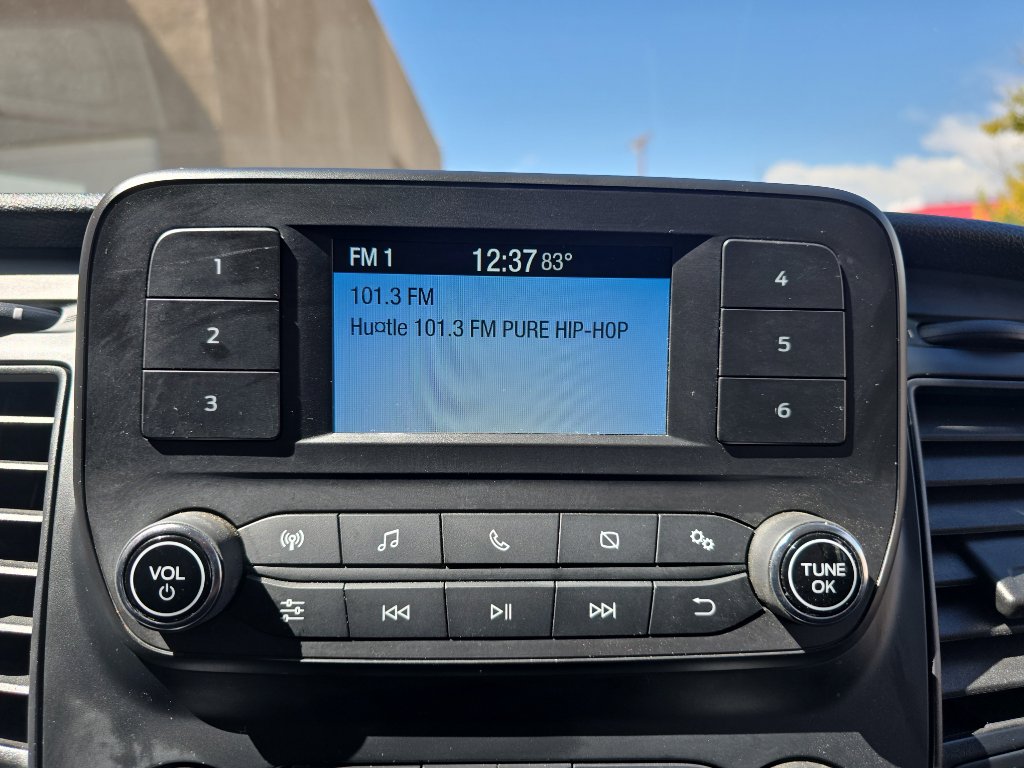 FM 1 12:37 83°
101.3 FM
Hu¤tle 101.3 FM PURE HIP-HOP
1
2
3
4
5
6
VOL
TUNE
OK